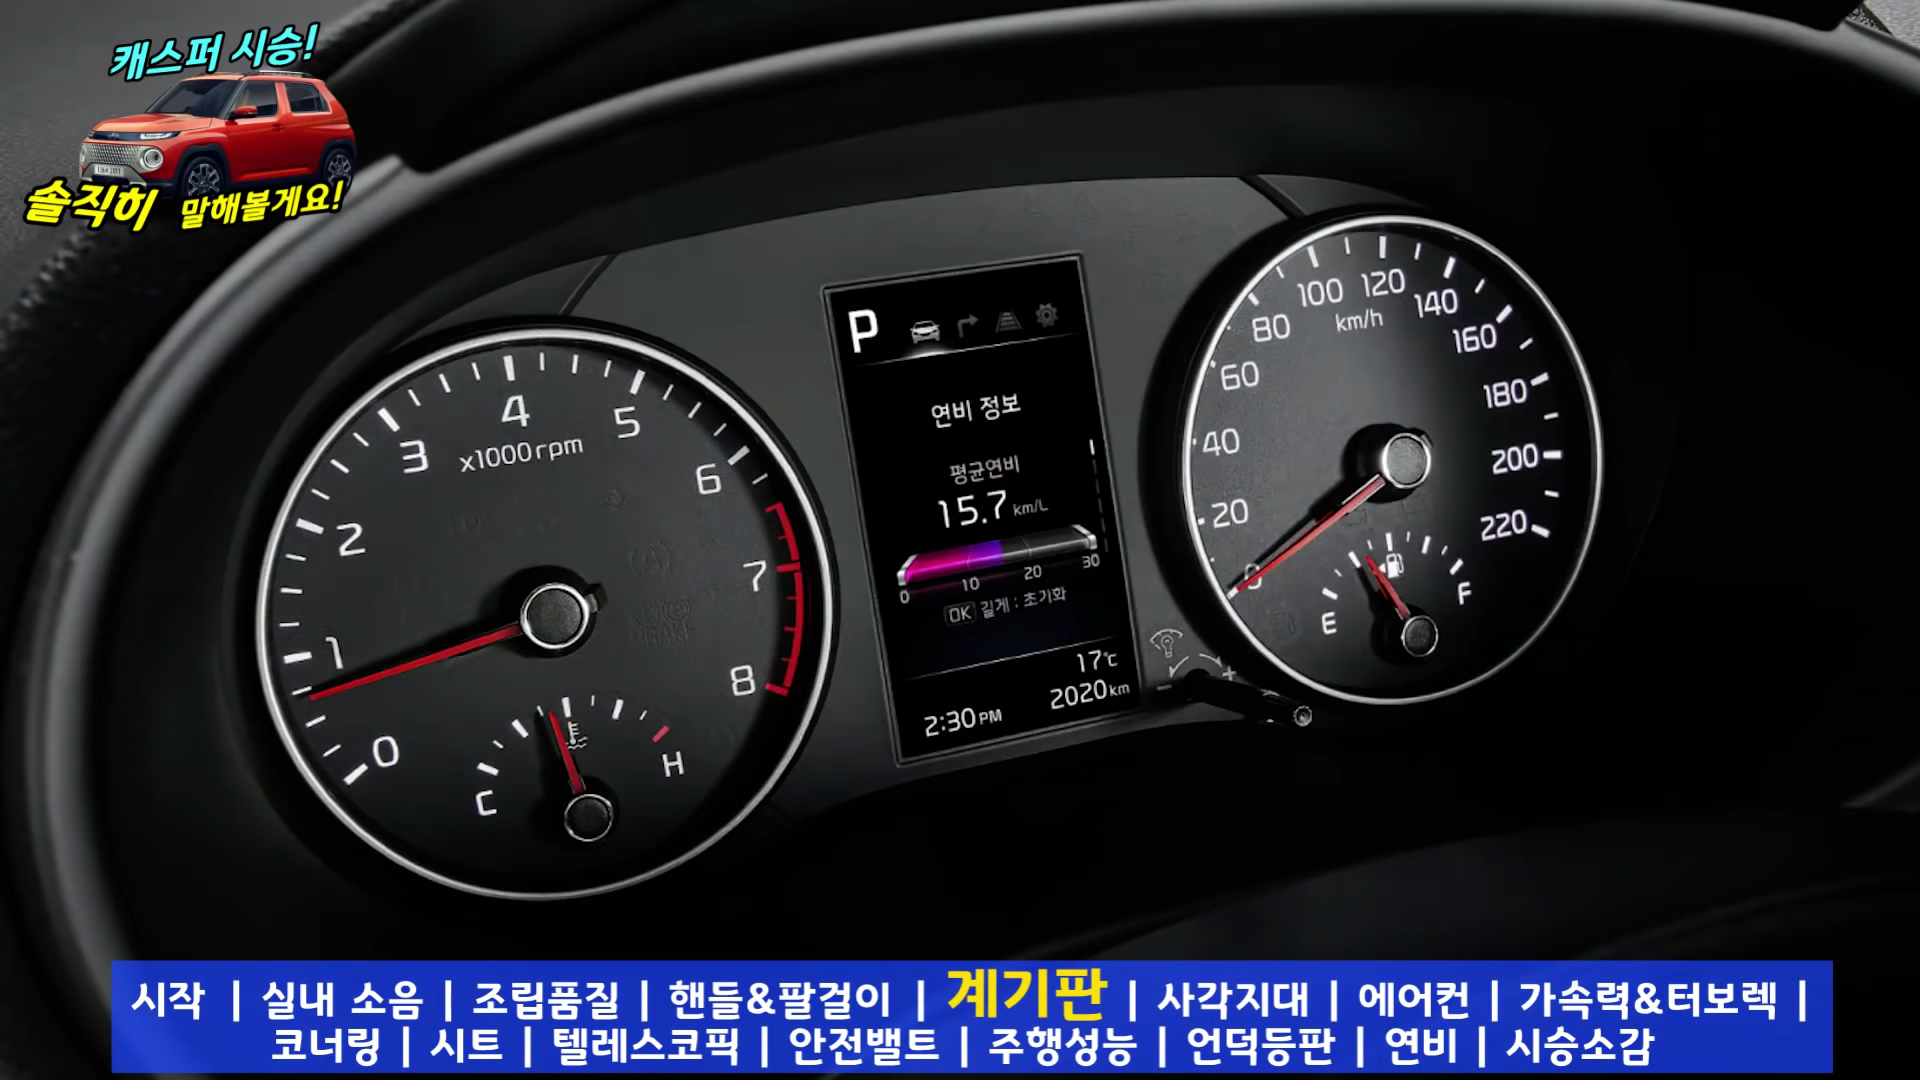 캐스퍼 시승!
솔직히 말해볼게요!
4
3
5
x1000rpm
2
6
1
7
0
8
C
H
P
연비 정보
평균연비
15.7 km/L
0 10 20 30
OK 길게 : 초기화
17℃
2020km
2:30PM
100
120
80
km/h
140
60
160
40
180
20
200
0
220
E
F
시작 | 실내 소음 | 조립품질 | 핸들&팔걸이 | 계기판 | 사각지대 | 에어컨 | 가속력&터보렉 |
코너링 | 시트 | 텔레스코픽 | 안전밸트 | 주행성능 | 언덕등판 | 연비 | 시승소감